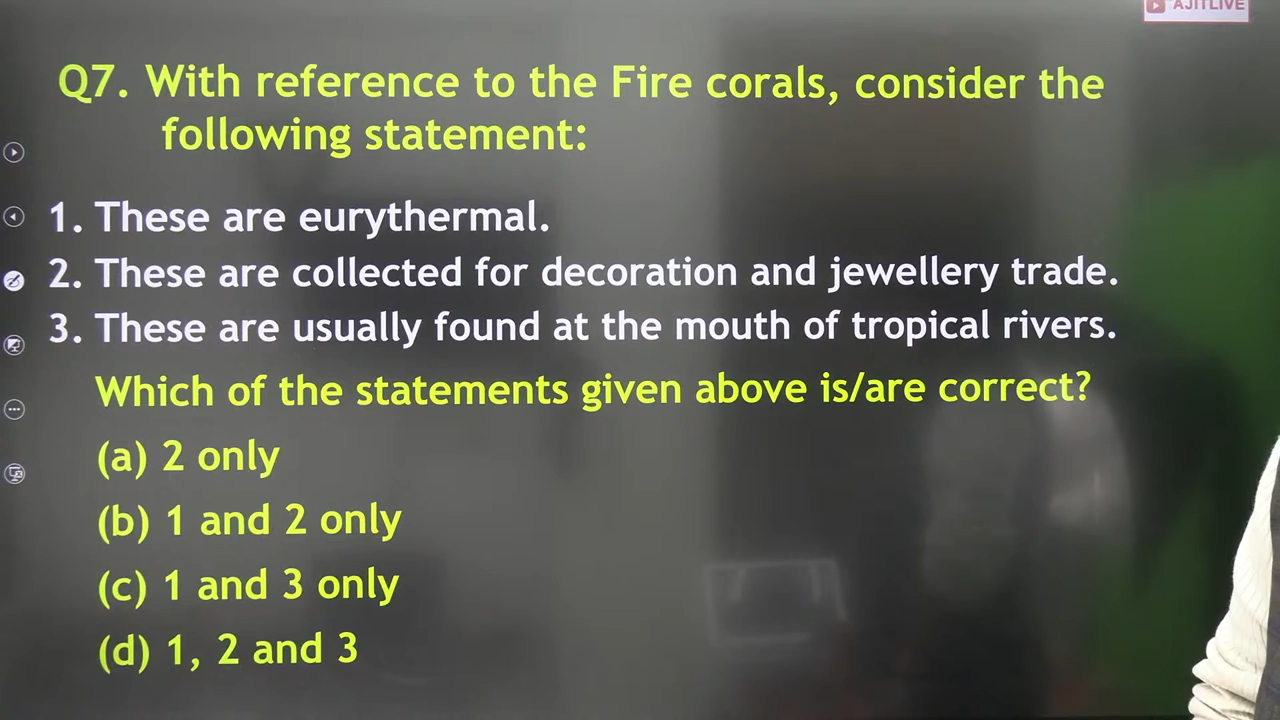 AJITLIVE
Q7. With reference to the Fire corals, consider the
following statement:
1. These are eurythermal.
2. These are collected for decoration and jewellery trade.
3. These are usually found at the mouth of tropical rivers.
Which of the statements given above is/are correct?
(a) 2 only
(b) 1 and 2 only
(c) 1 and 3 only
(d) 1, 2 and 3